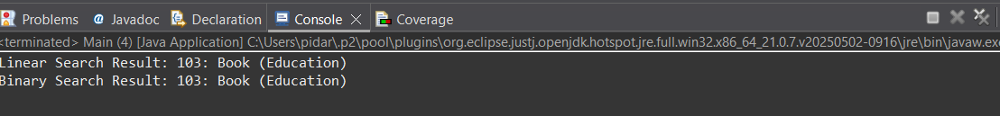 Problems @ Javadoc Declaration Console Coverage
<terminated> Main (4) [Java Application] C:\Users\pidar\.p2\pool\plugins\org.eclipse.justj.openjdk.hotspot.jre.full.win32.x86_64_21.0.7.v20250502-0916\jre\bin\javaw.exe
Linear Search Result: 103: Book (Education)
Binary Search Result: 103: Book (Education)